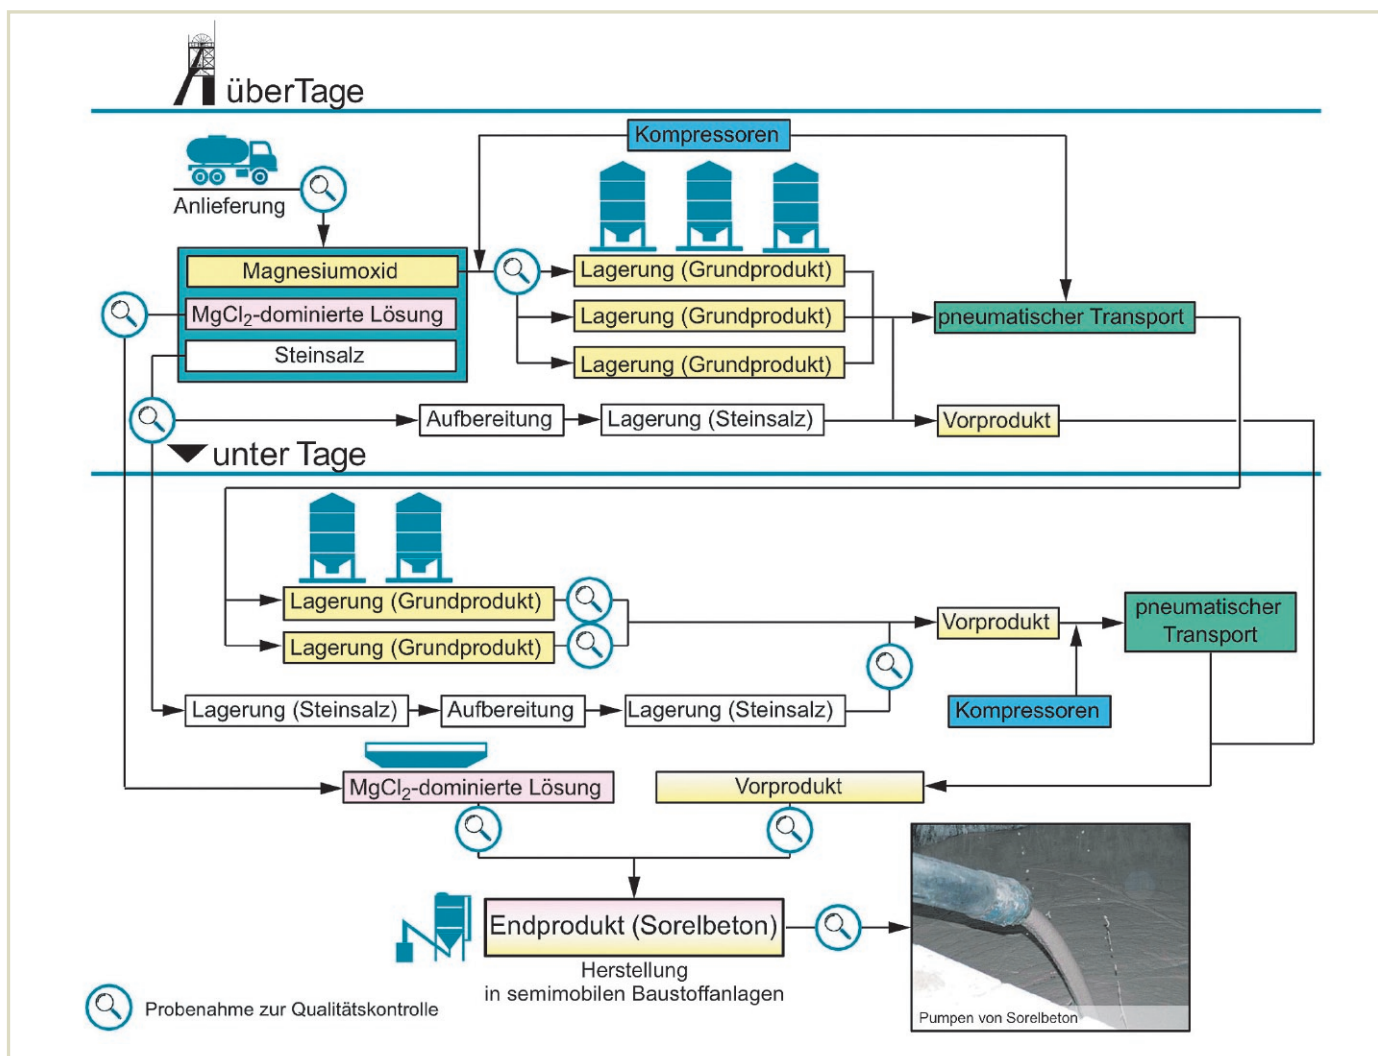 überTage
Kompressoren
Anlieferung
Magnesiumoxid
MgCl₂-dominierte Lösung
Steinsalz
Lagerung (Grundprodukt)
Lagerung (Grundprodukt)
Lagerung (Grundprodukt)
pneumatischer Transport
Aufbereitung
Lagerung (Steinsalz)
Vorprodukt
unter Tage
Lagerung (Grundprodukt)
Lagerung (Grundprodukt)
Vorprodukt
pneumatischer
Transport
Lagerung (Steinsalz)
Aufbereitung
Lagerung (Steinsalz)
Kompressoren
MgCl₂-dominierte Lösung
Vorprodukt
Endprodukt (Sorelbeton)
Herstellung
in semimobilen Baustoffanlagen
Pumpen von Sorelbeton
Probenahme zur Qualitätskontrolle